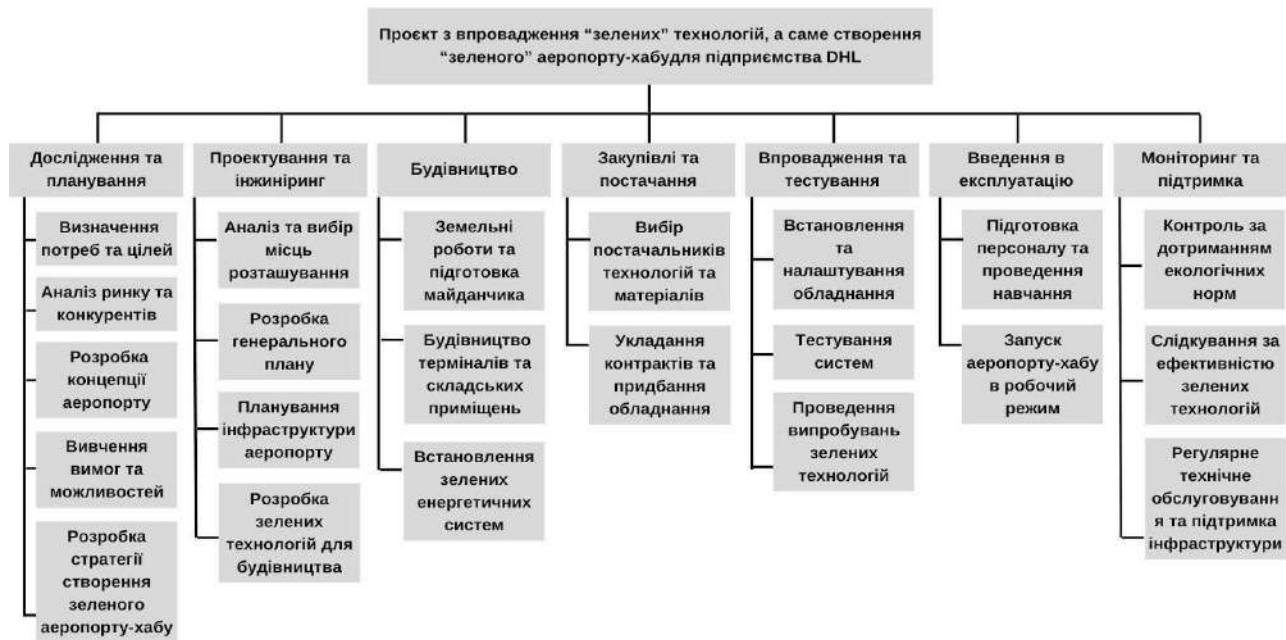 Проєкт з впровадження “зелених” технологій, а саме створення
“зеленого” аеропорту-хабудля підприємства DHL
Дослідження та
планування
Визначення
потреб та цілей
Аналіз ринку та
конкурентів
Розробка
концепції
аеропорту
Вивчення
вимог та
можливостей
Розробка
стратегії
створення
зеленого
аеропорту-хабу
Проектування та
інжиніринг
Аналіз та вибір
місць
розташування
Розробка
генерального
плану
Планування
інфраструктури
аеропорту
Розробка
зелених
технологій для
будівництва
Будівництво
Земельні
роботи та
підготовка
майданчика
Будівництво
терміналів та
складських
приміщень
Встановлення
зелених
енергетичних
систем
Закупівлі та
постачання
Вибір
постачальників
технологій та
матеріалів
Укладання
контрактів та
придбання
обладнання
Впровадження та
тестування
Встановлення
та
налаштування
обладнання
Тестування
систем
Проведення
випробувань
зелених
технологій
Введення в
експлуатацію
Підготовка
персоналу та
проведення
навчання
Запуск
аеропорту-хабу
в робочий
режим
Моніторинг та
підтримка
Контроль за
дотриманням
екологічних
норм
Слідкування за
ефективністю
зелених
технологій
Регулярне
технічне
обслуговуванн
я та підтримка
інфраструктури